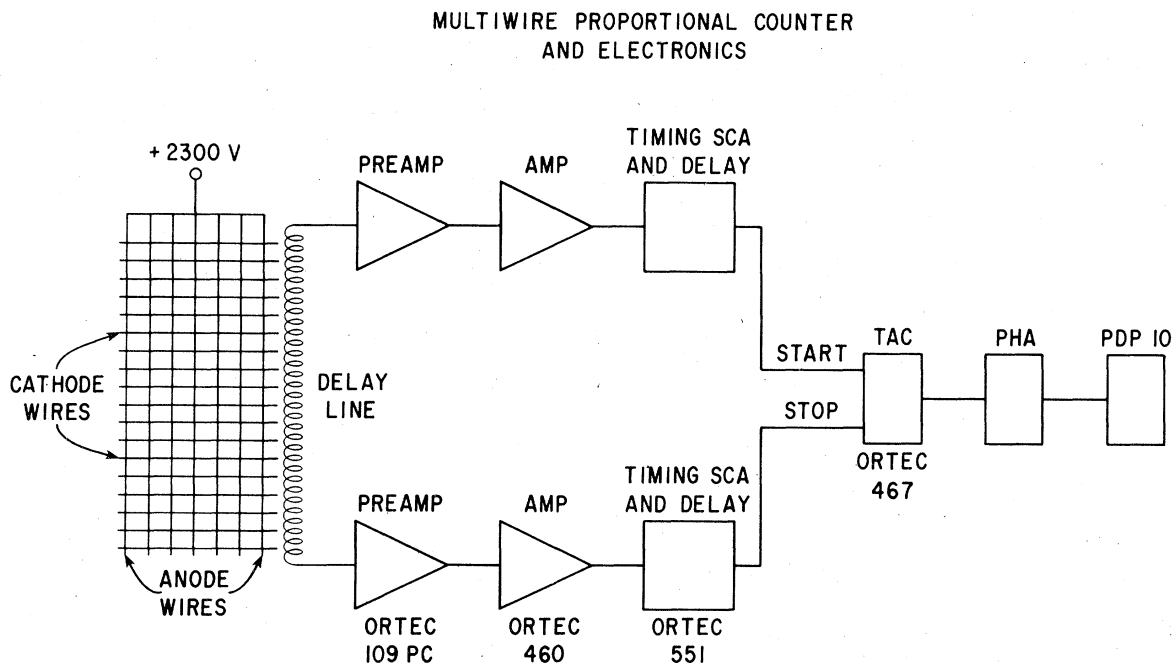 MULTIWIRE PROPORTIONAL COUNTER
AND ELECTRONICS
+ 2300 V
PREAMP
AMP
TIMING SCA
AND DELAY
CATHODE
WIRES
DELAY
LINE
START
STOP
TAC
PHA
PDP 10
ORTEC
467
PREAMP
AMP
TIMING SCA
AND DELAY
ANODE
WIRES
ORTEC
109 PC
ORTEC
460
ORTEC
551